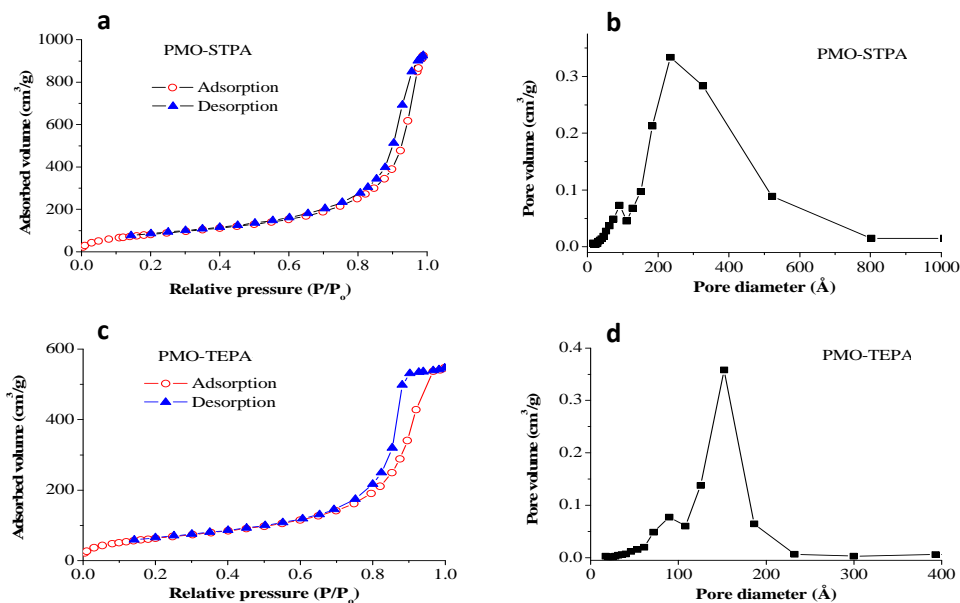 a
PMO-STPA
Adsorption
Desorption
Adsorbed volume (cm³/g)
1000
800
600
400
200
0
0.0 0.2 0.4 0.6 0.8 1.0
Relative pressure (P/Pₒ)
b
PMO-STPA
Pore volume (cm³/g)
0.3
0.2
0.1
0.0
0 200 400 600 800 1000
Pore diameter (Å)
c
PMO-TEPA
Adsorption
Desorption
Adsorbed volume (cm³/g)
600
400
200
0
0.0 0.2 0.4 0.6 0.8 1.0
Relative pressure (P/Pₒ)
d
PMO-TEPA
Pore volume (cm³/g)
0.4
0.3
0.2
0.1
0.0
0 100 200 300 400
Pore diameter (Å)